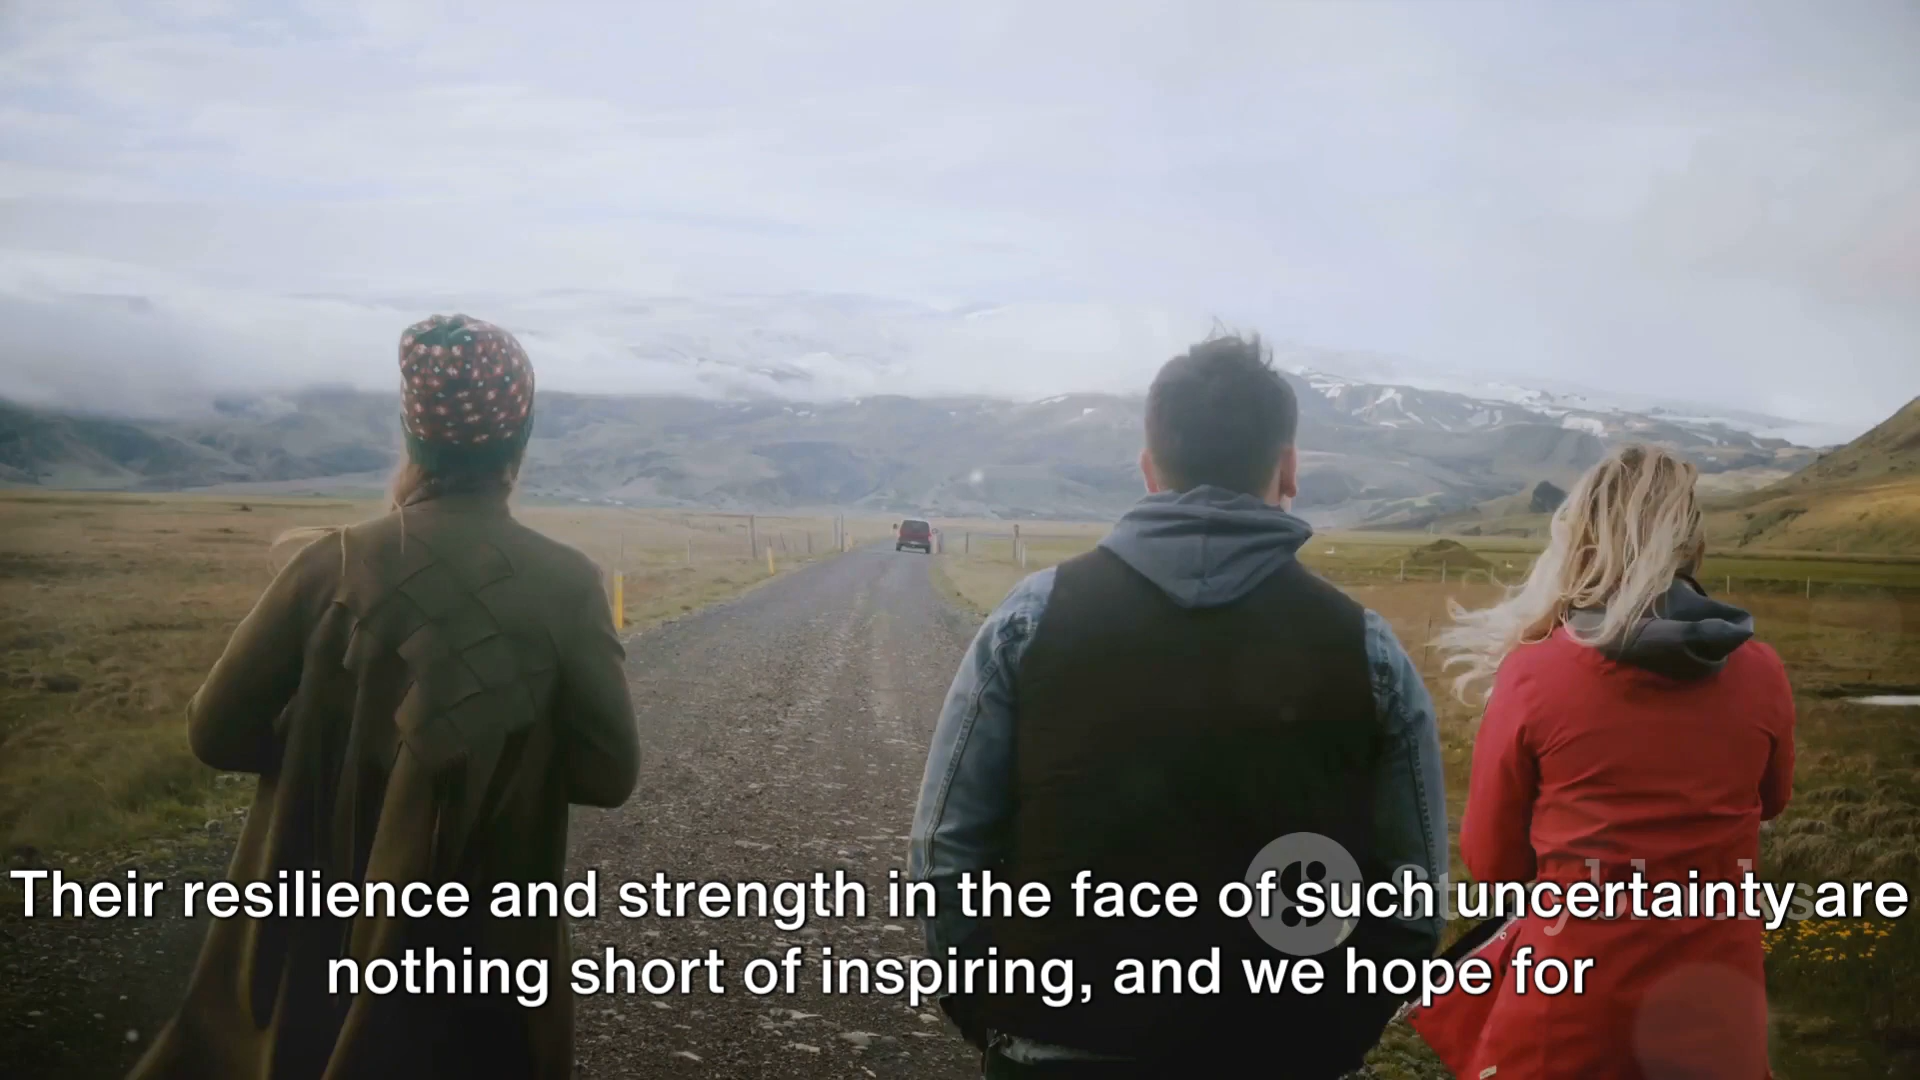 Storyblocks
Their resilience and strength in the face of such uncertainty are
nothing short of inspiring, and we hope for